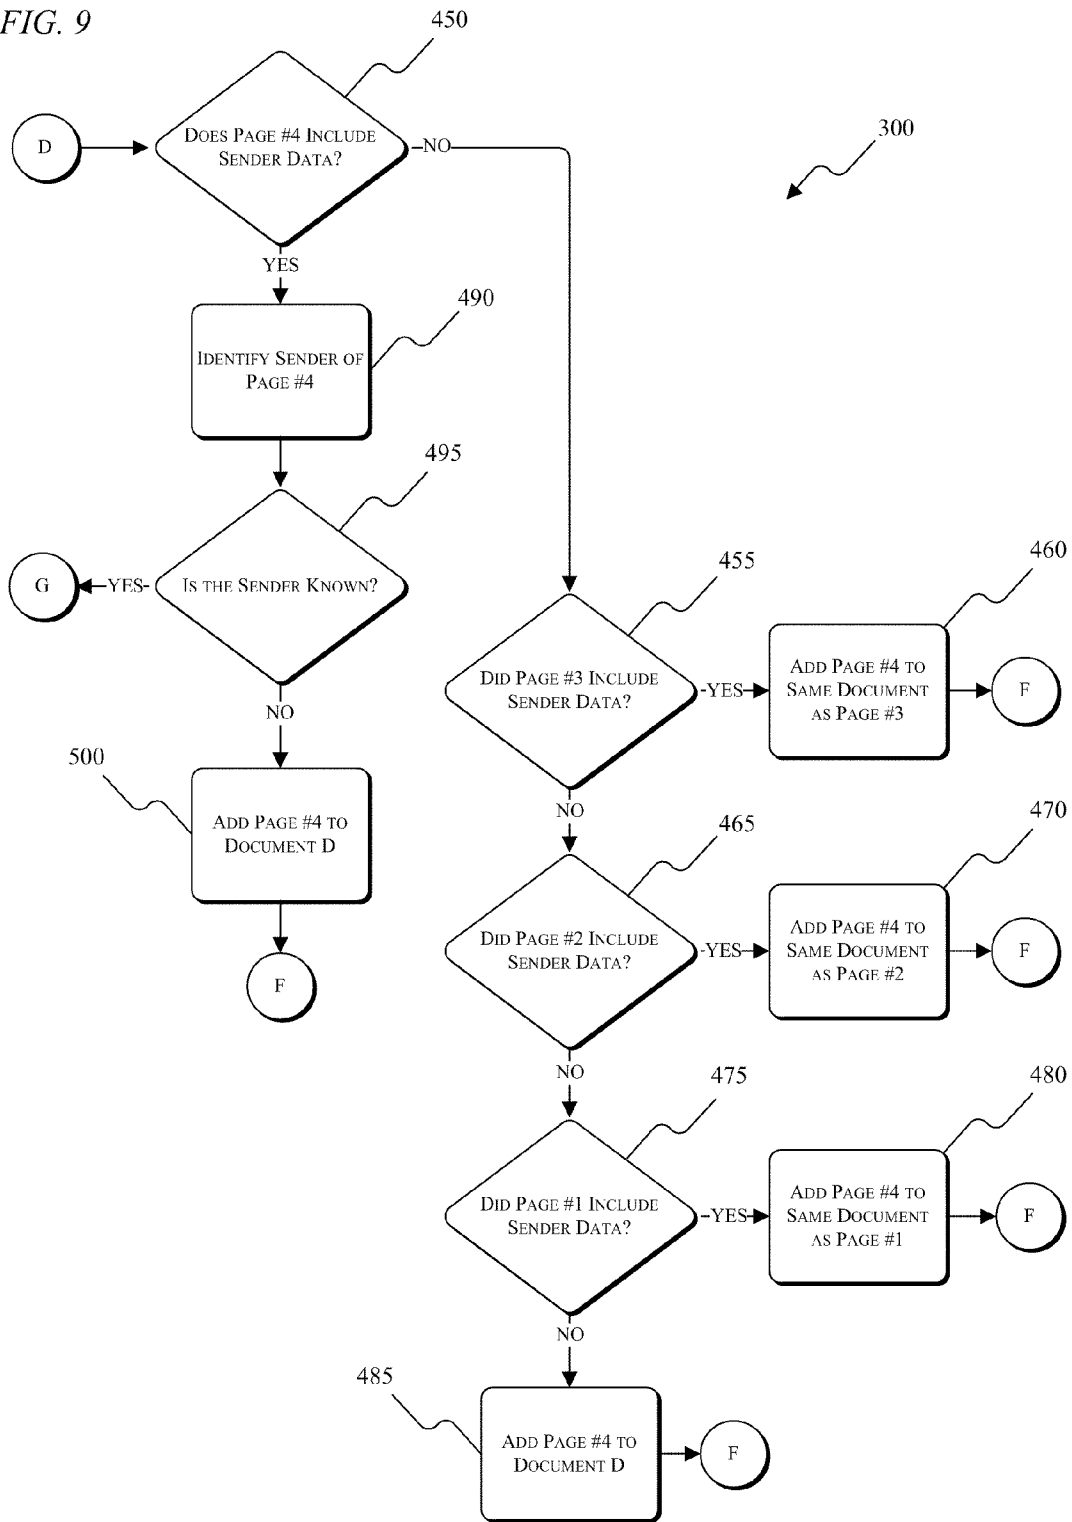 FIG. 9
450
D
DOES PAGE #4 INCLUDE
SENDER DATA?
NO
300
YES
490
IDENTIFY SENDER OF
PAGE #4
495
G
YES
IS THE SENDER KNOWN?
NO
500
ADD PAGE #4 TO
DOCUMENT D
F
455
DID PAGE #3 INCLUDE
SENDER DATA?
YES
460
ADD PAGE #4 TO
SAME DOCUMENT
AS PAGE #3
F
NO
465
DID PAGE #2 INCLUDE
SENDER DATA?
YES
470
ADD PAGE #4 TO
SAME DOCUMENT
AS PAGE #2
F
NO
475
DID PAGE #1 INCLUDE
SENDER DATA?
YES
480
ADD PAGE #4 TO
SAME DOCUMENT
AS PAGE #1
F
NO
485
ADD PAGE #4 TO
DOCUMENT D
F